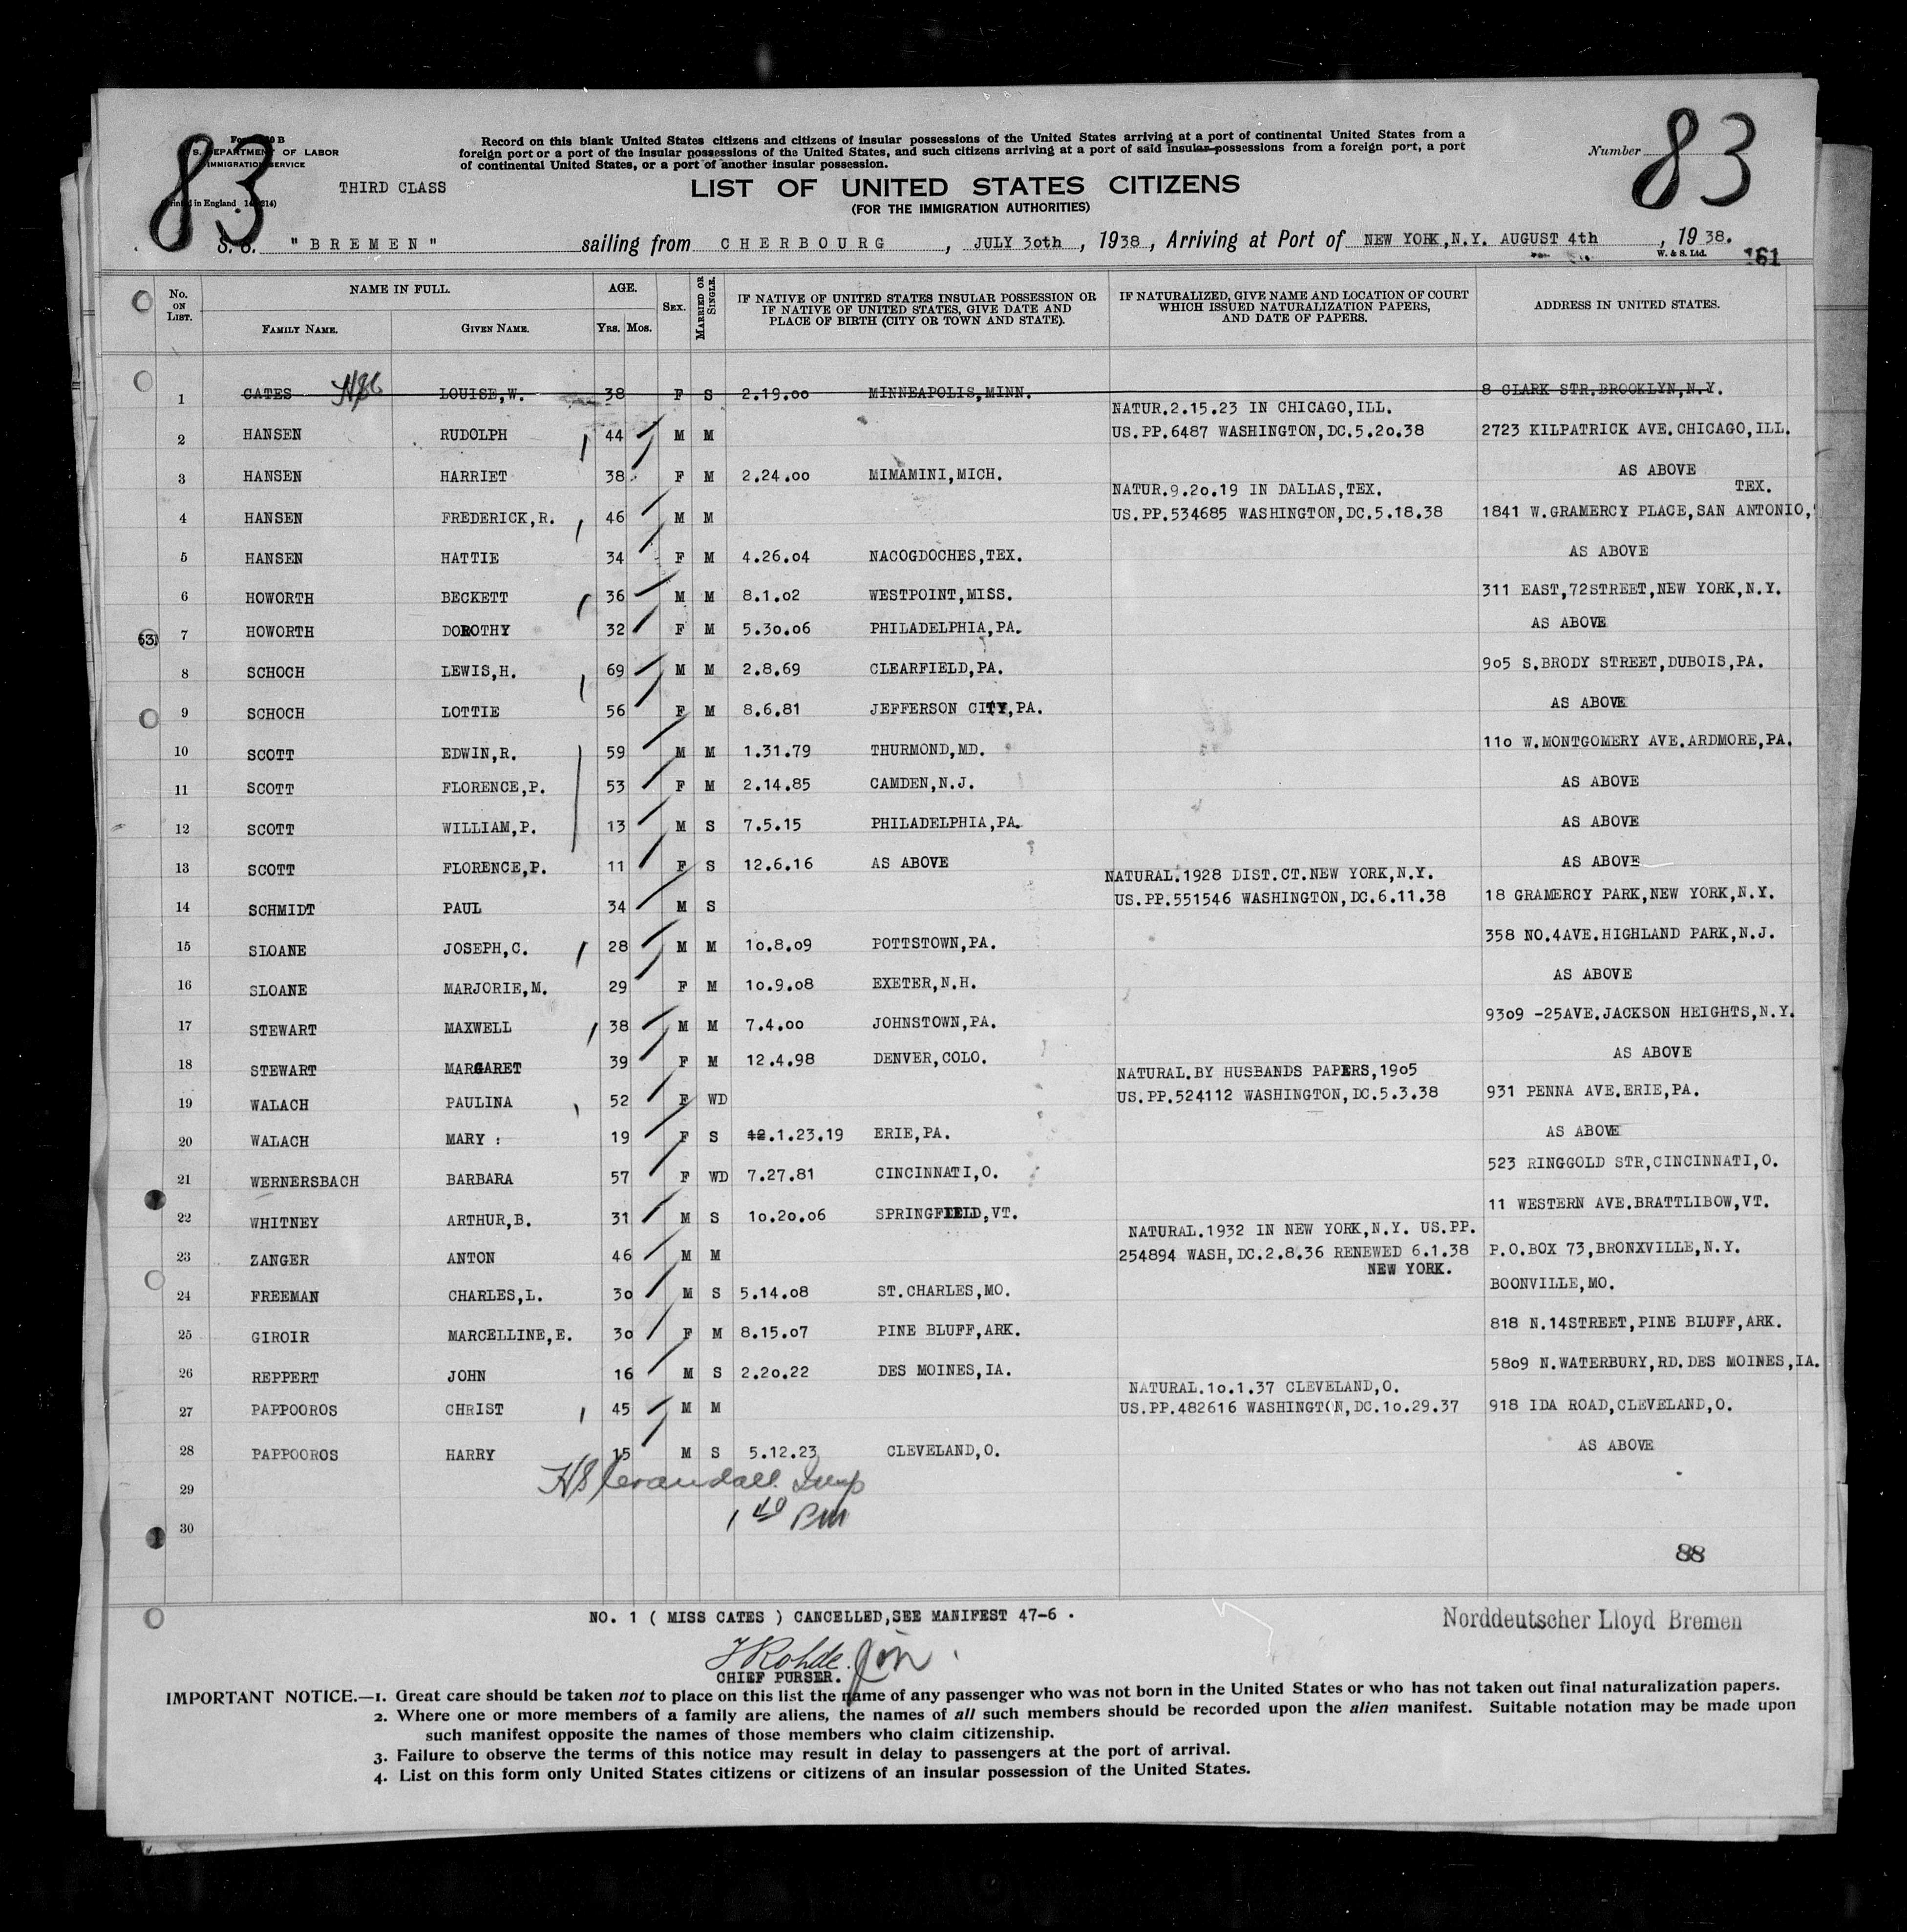 83
83
DEPARTMENT OF LABOR
IMMIGRATION SERVICE
THIRD CLASS
Record on this blank United States citizens and citizens of insular possessions of the United States arriving at a port of continental United States from a
foreign port or a port of the insular possessions of the United States, and such citizens arriving at a port of said insular possessions from a foreign port, a port
of continental United States, or a port of another insular possession.
Number
LIST OF UNITED STATES CITIZENS
(FOR THE IMMIGRATION AUTHORITIES)
S. S. "BREMEN" sailing from CHERBOURG, JULY 30th, 1938, Arriving at Port of NEW YORK,N.Y. AUGUST 4th, 1938.
W. & S. Ltd. 161
No. ON LIST. NAME IN FULL. AGE. SEX. MARRIED OR SINGLE. IF NATIVE OF UNITED STATES INSULAR POSSESSION OR IF NATIVE OF UNITED STATES, GIVE DATE AND PLACE OF BIRTH (CITY OR TOWN AND STATE). IF NATURALIZED, GIVE NAME AND LOCATION OF COURT WHICH ISSUED NATURALIZATION PAPERS, AND DATE OF PAPERS. ADDRESS IN UNITED STATES.
FAMILY NAME. GIVEN NAME. Yrs. Mos.
1 CATES LOUISE,W. 38 F S 2.19.00 MINNEAPOLIS,MINN. 8 CLARK STR.BROOKLYN,N.Y.
NATUR.2.15.23 IN CHICAGO,ILL.
2 HANSEN RUDOLPH 44 M M US.PP.6487 WASHINGTON,DC.5.20.38 2723 KILPATRICK AVE.CHICAGO,ILL.
3 HANSEN HARRIET 38 F M 2.24.00 MIMAMINI,MICH. AS ABOVE
NATUR.9.20.19 IN DALLAS,TEX. TEX.
4 HANSEN FREDERICK,R. 46 M M US.PP.534685 WASHINGTON,DC.5.18.38 1841 W.GRAMERCY PLACE,SAN ANTONIO,
5 HANSEN HATTIE 34 F M 4.26.04 NACOGDOCHES,TEX. AS ABOVE
6 HOWORTH BECKETT 36 M M 8.1.02 WESTPOINT,MISS. 311 EAST,72STREET,NEW YORK,N.Y.
53 7 HOWORTH DOROTHY 32 F M 5.30.06 PHILADELPHIA,PA. AS ABOVE
8 SCHOCH LEWIS,H. 69 M M 2.8.69 CLEARFIELD,PA. 905 S.BRODY STREET,DUBOIS,PA.
9 SCHOCH LOTTIE 56 F M 8.6.81 JEFFERSON CITY,PA. AS ABOVE
10 SCOTT EDWIN,R. 59 M M 1.31.79 THURMOND,MD. 110 W.MONTGOMERY AVE.ARDMORE,PA.
11 SCOTT FLORENCE,P. 53 F M 2.14.85 CAMDEN,N.J. AS ABOVE
12 SCOTT WILLIAM,P. 13 M S 7.5.15 PHILADELPHIA,PA. AS ABOVE
13 SCOTT FLORENCE,P. 11 F S 12.6.16 AS ABOVE AS ABOVE
NATURAL.1928 DIST.CT.NEW YORK,N.Y.
14 SCHMIDT PAUL 34 M S US.PP.551546 WASHINGTON,DC.6.11.38 18 GRAMERCY PARK,NEW YORK,N.Y.
15 SLOANE JOSEPH,C. 28 M M 10.8.09 POTTSTOWN,PA. 358 NO.4AVE.HIGHLAND PARK,N.J.
16 SLOANE MARJORIE,M. 29 F M 10.9.08 EXETER,N.H. AS ABOVE
17 STEWART MAXWELL 38 M M 7.4.00 JOHNSTOWN,PA. 9309 -25AVE.JACKSON HEIGHTS,N.Y.
18 STEWART MARGARET 39 F M 12.4.98 DENVER,COLO. AS ABOVE
NATURAL.BY HUSBANDS PAPERS,1905
19 WALACH PAULINA 52 F WD US.PP.524112 WASHINGTON,DC.5.3.38 931 PENNA AVE.ERIE,PA.
20 WALACH MARY : 19 F S 12.1.23.19 ERIE,PA. AS ABOVE
21 WERNERSBACH BARBARA 57 F WD 7.27.81 CINCINNATI,O. 523 RINGGOLD STR,CINCINNATI,O.
22 WHITNEY ARTHUR,B. 31 M S 10.20.06 SPRINGFIELD,VT. 11 WESTERN AVE.BRATTLIBOW,VT.
NATURAL.1932 IN NEW YORK,N.Y. US.PP.
23 ZANGER ANTON 46 M M 254894 WASH,DC.2.8.36 RENEWED 6.1.38 P.O.BOX 73,BRONXVILLE,N.Y.
NEW YORK.
24 FREEMAN CHARLES,L. 30 M S 5.14.08 ST.CHARLES,MO. BOONVILLE,MO.
25 GIROIR MARCELLINE,E. 30 F M 8.15.07 PINE BLUFF,ARK. 818 N.14STREET,PINE BLUFF,ARK.
26 REPPERT JOHN 16 M S 2.20.22 DES MOINES,IA. 5809 N.WATERBURY,RD.DES MOINES,IA.
NATURAL.10.1.37 CLEVELAND,O.
27 PAPPOOROS CHRIST 45 M M US.PP.482616 WASHINGTON,DC.10.29.37 918 IDA ROAD,CLEVELAND,O.
28 PAPPOOROS HARRY 15 M S 5.12.23 CLEVELAND,O. AS ABOVE
29 HS Crandall Insp
30 1 40 PM
88
NO. 1 ( MISS CATES ) CANCELLED,SEE MANIFEST 47-6 .
Norddeutscher Lloyd Bremen
CHIEF PURSER.
IMPORTANT NOTICE.—1. Great care should be taken not to place on this list the name of any passenger who was not born in the United States or who has not taken out final naturalization papers.
2. Where one or more members of a family are aliens, the names of all such members should be recorded upon the alien manifest. Suitable notation may be made upon
such manifest opposite the names of those members who claim citizenship.
3. Failure to observe the terms of this notice may result in delay to passengers at the port of arrival.
4. List on this form only United States citizens or citizens of an insular possession of the United States.